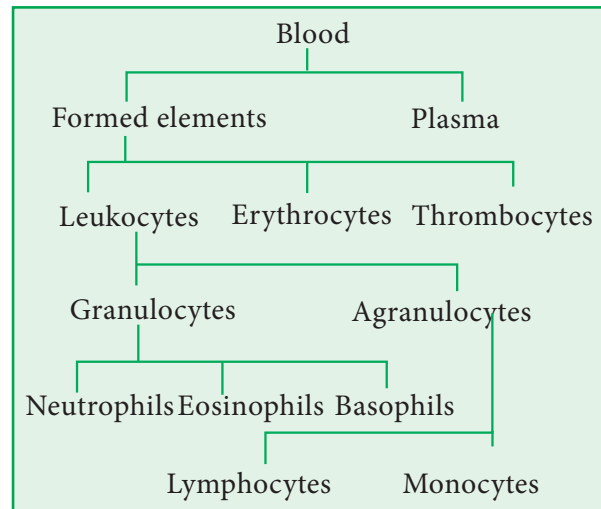 Blood
Formed elements Plasma
Leukocytes Erythrocytes Thrombocytes
Granulocytes Agranulocytes
Neutrophils Eosinophils Basophils
Lymphocytes Monocytes